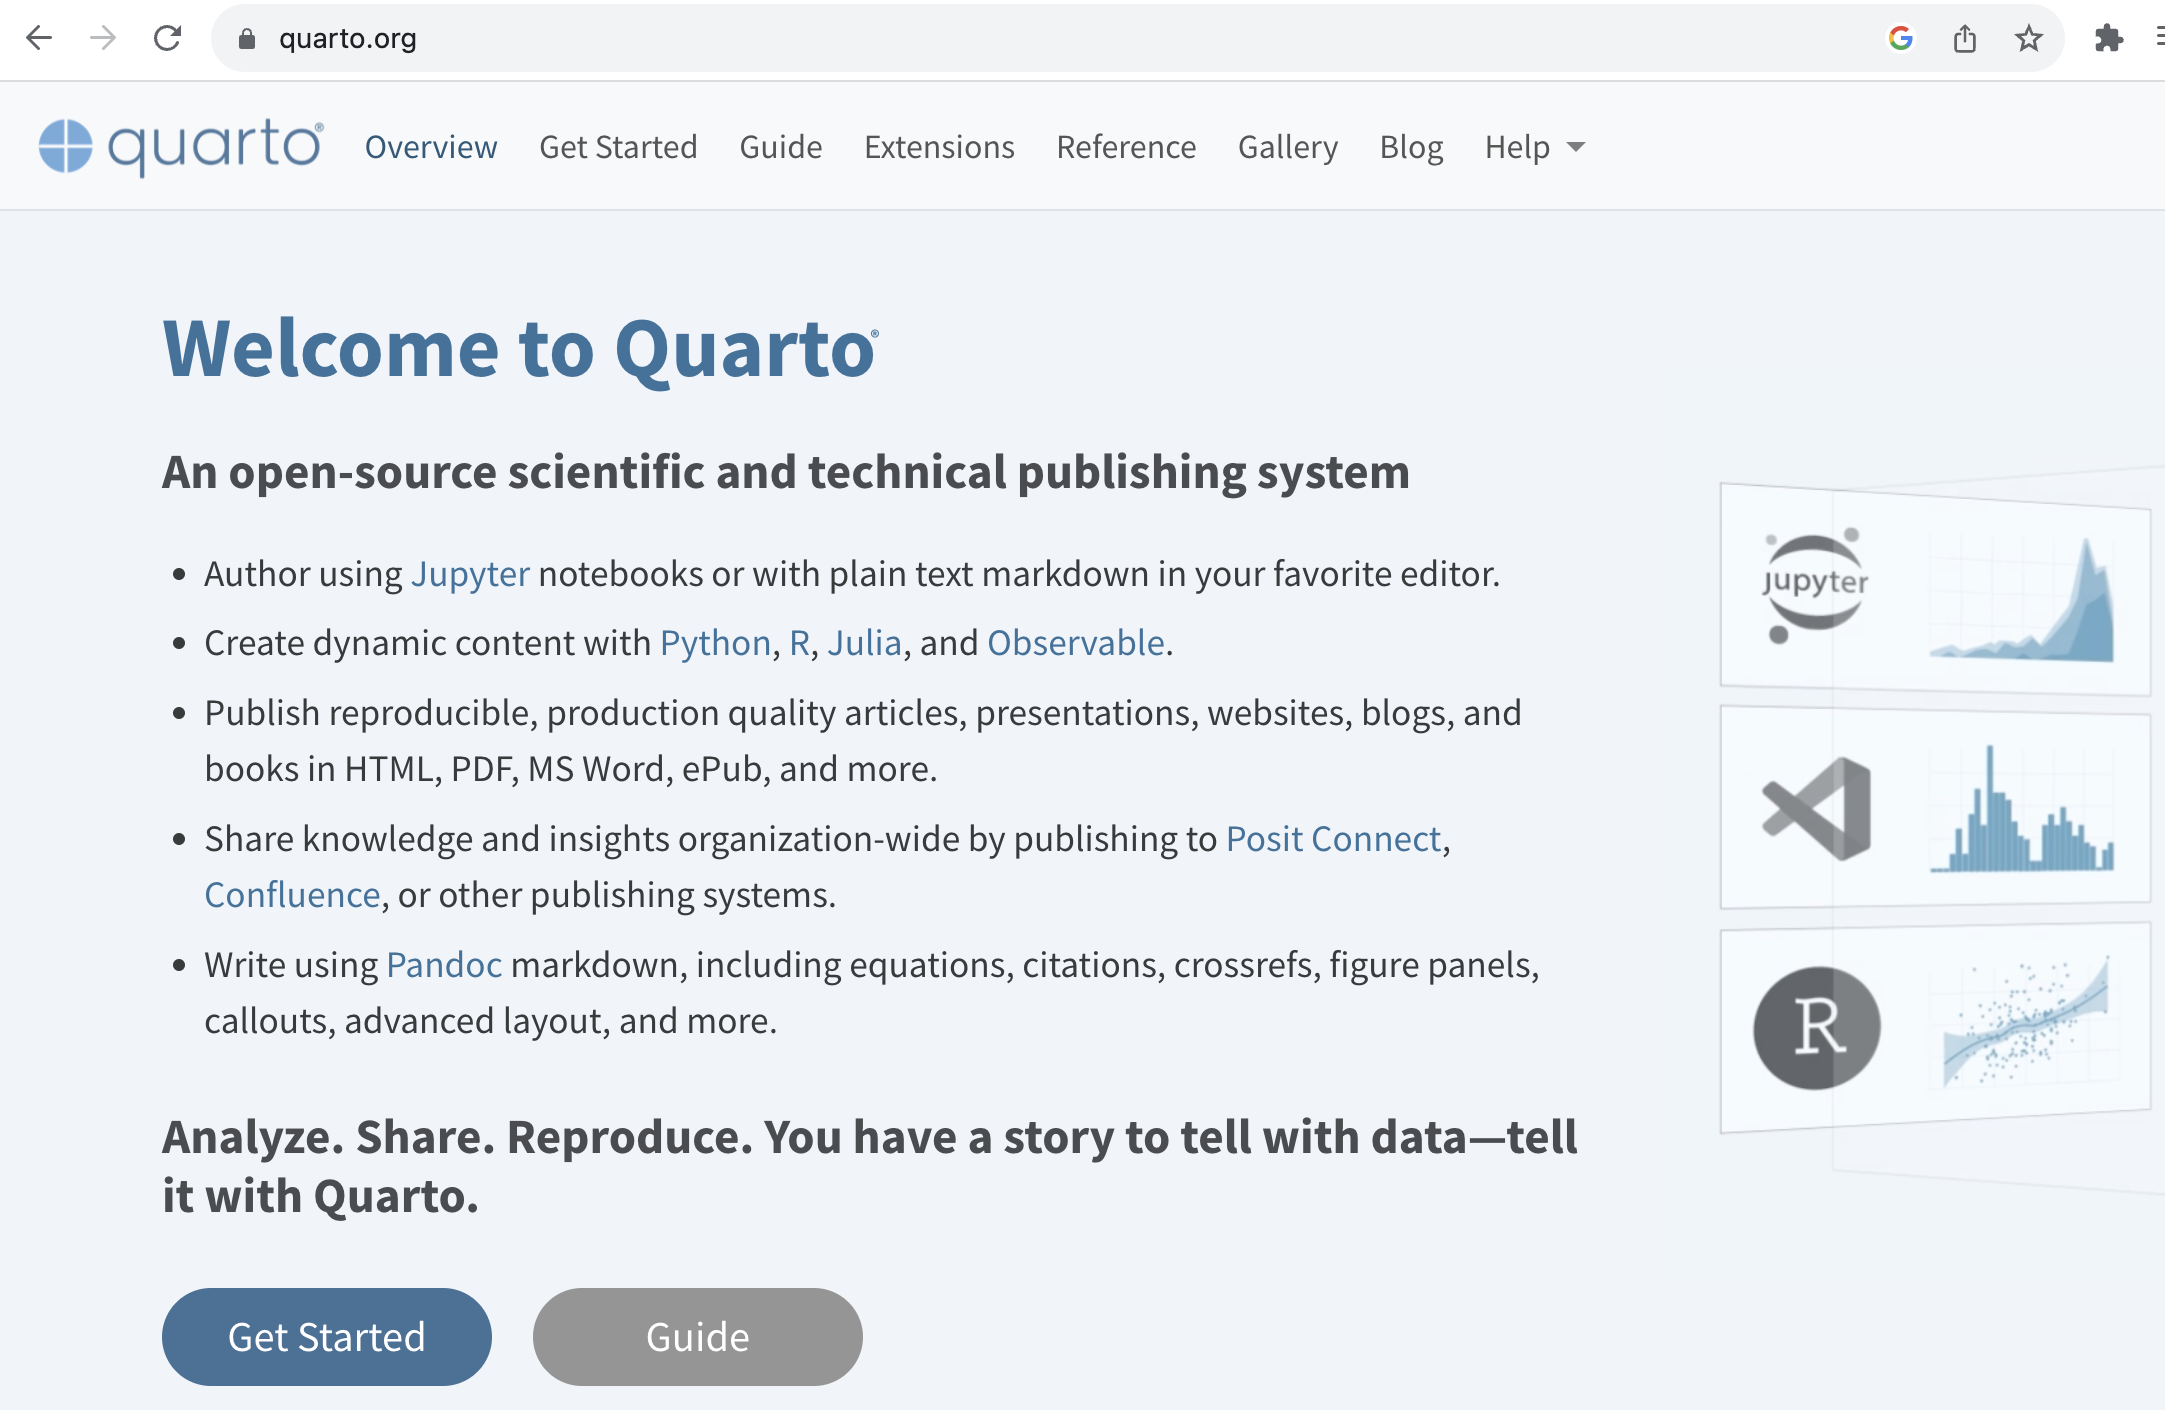 quarto.org
quarto®
Overview Get Started Guide Extensions Reference Gallery Blog Help
Welcome to Quarto®
An open-source scientific and technical publishing system
• Author using Jupyter notebooks or with plain text markdown in your favorite editor.
• Create dynamic content with Python, R, Julia, and Observable.
• Publish reproducible, production quality articles, presentations, websites, blogs, and
books in HTML, PDF, MS Word, ePub, and more.
• Share knowledge and insights organization-wide by publishing to Posit Connect,
Confluence, or other publishing systems.
• Write using Pandoc markdown, including equations, citations, crossrefs, figure panels,
callouts, advanced layout, and more.
Analyze. Share. Reproduce. You have a story to tell with data—tell
it with Quarto.
Get Started Guide
Jupyter
R